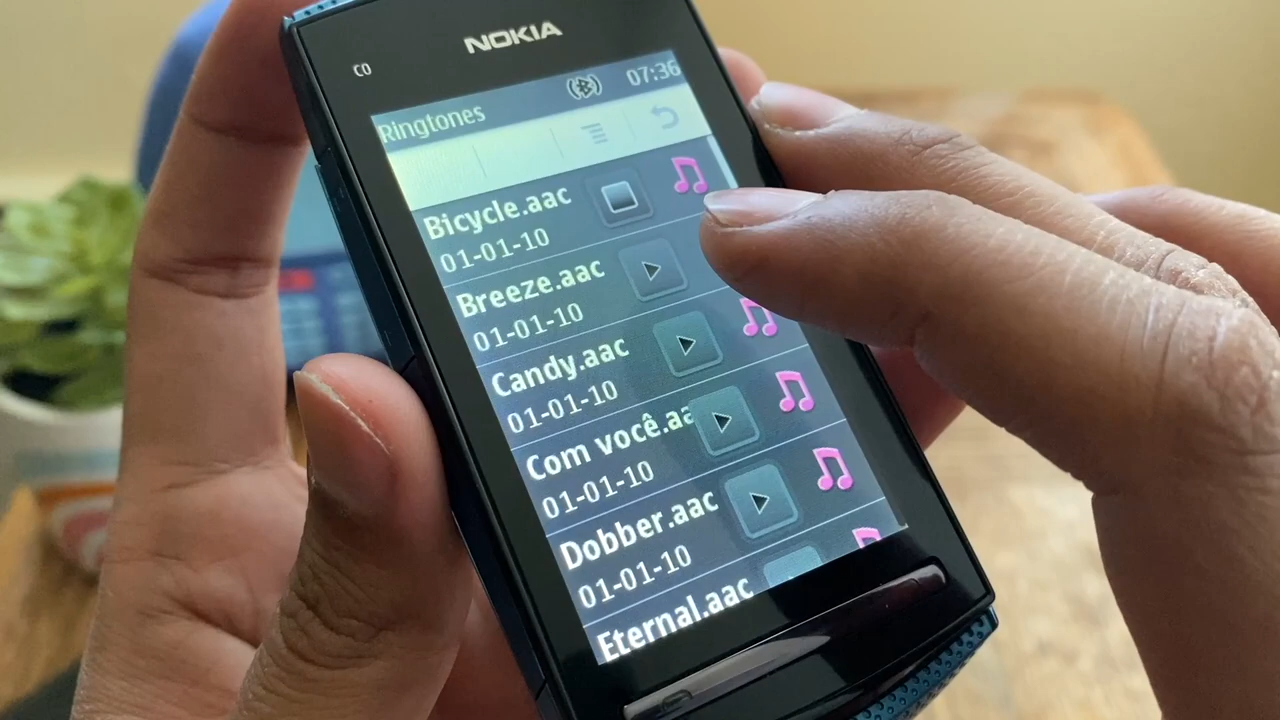 NOKIA
C0
Ringtones
07:36
Bicycle.aac
01-01-10
Breeze.aac
01-01-10
Candy.aac
01-01-10
Com você.aa
01-01-10
Dobber.aac
01-01-10
Eternal.aac